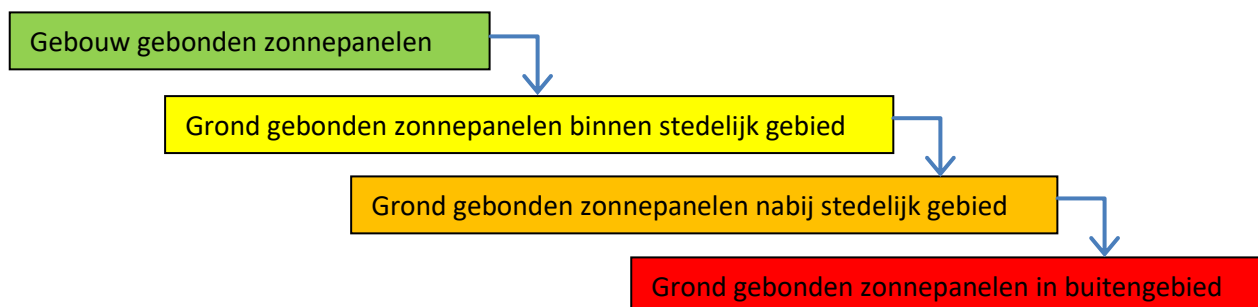 Gebouw gebonden zonnepanelen
Grond gebonden zonnepanelen binnen stedelijk gebied
Grond gebonden zonnepanelen nabij stedelijk gebied
Grond gebonden zonnepanelen in buitengebied